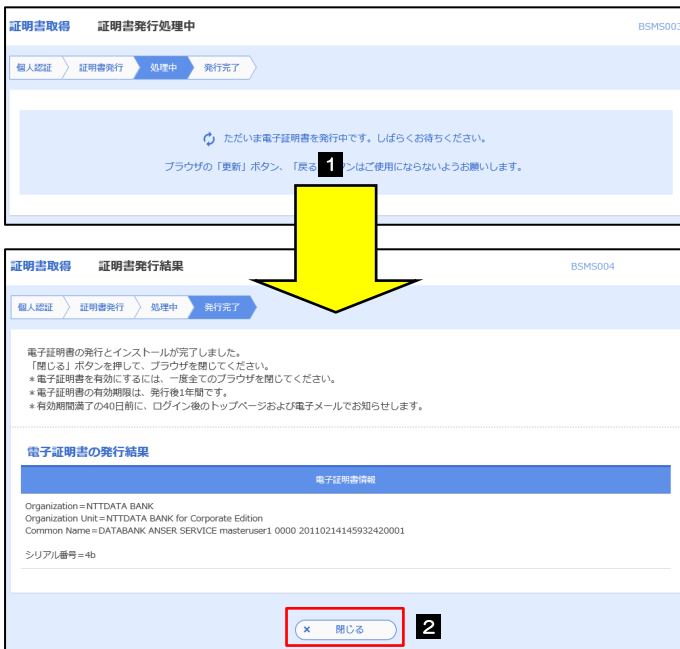 証明書取得 証明書発行処理中 BSMS003
個人認証 証明書発行 処理中 発行完了
ただいま電子証明書を発行中です。しばらくお待ちください。
ブラウザの「更新」ボタン、「戻る 1 ンはご使用にならないようお願いします。
証明書取得 証明書発行結果 BSMS004
個人認証 証明書発行 処理中 発行完了
電子証明書の発行とインストールが完了しました。
「閉じる」ボタンを押して、ブラウザを閉じてください。
*電子証明書を有効にするには、一度全てのブラウザを閉じてください。
*電子証明書の有効期限は、発行後1年間です。
*有効期間満了の40日前に、ログイン後のトップページおよび電子メールでお知らせします。
電子証明書の発行結果
電子証明書情報
Organization=NTTDATA BANK
Organization Unit=NTTDATA BANK for Corporate Edition
Common Name=DATABANK ANSER SERVICE masteruser1 0000 20110214145932420001
シリアル番号=4b
× 閉じる 2